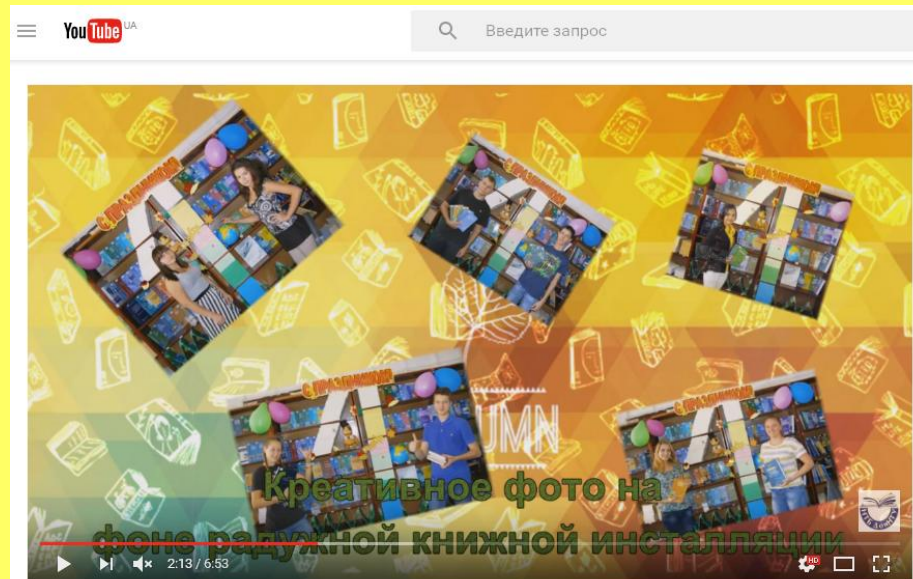 YouTube UA
Введите запрос
С ПРАЗДНИКОМ
С ПРАЗДНИКОМ
С ПРАЗДНИКОМ
С ПРАЗДНИКОМ
С ПРАЗДНИКОМ
UMN
Креативное фото на
фоне радужной книжной инсталляции
2:13 / 6:53
HD